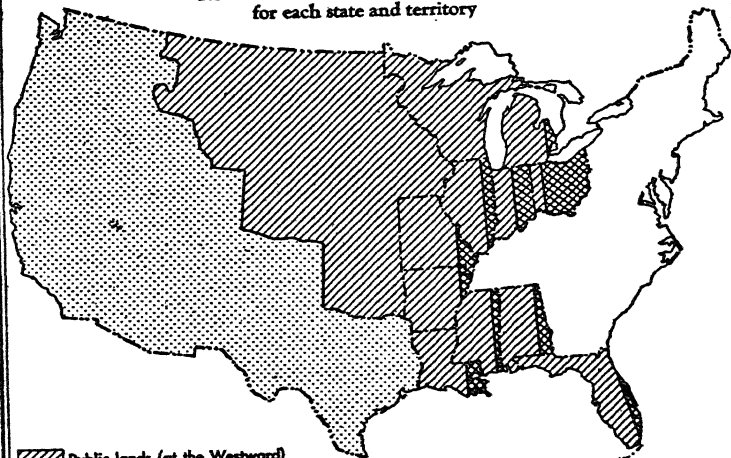 for each state and territory
Public lands (at the Westward)